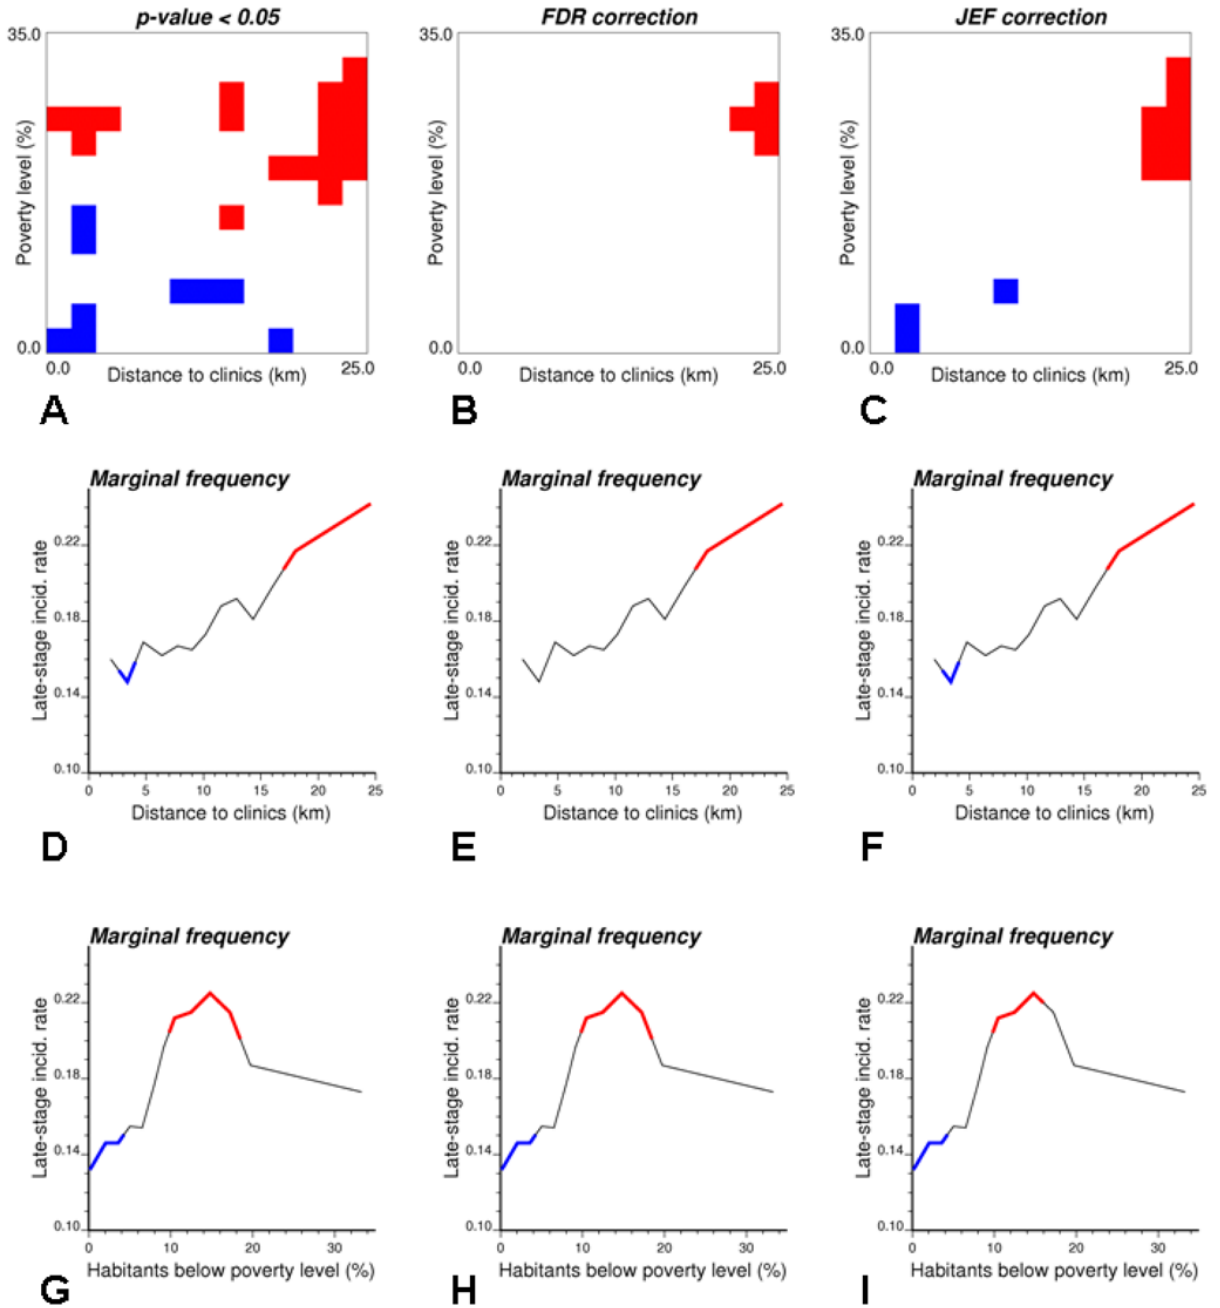 p-value < 0.05 FDR correction JEF correction
35.0 35.0 35.0
Poverty level (%) Poverty level (%) Poverty level (%)
0.0 0.0 0.0
0.0 25.0 0.0 25.0 0.0 25.0
Distance to clinics (km) Distance to clinics (km) Distance to clinics (km)
A B C
Marginal frequency Marginal frequency Marginal frequency
Late-stage incid. rate Late-stage incid. rate Late-stage incid. rate
0.22 0.22 0.22
0.18 0.18 0.18
0.14 0.14 0.14
0.10 0.10 0.10
0 5 10 15 20 25 0 5 10 15 20 25 0 5 10 15 20 25
Distance to clinics (km) Distance to clinics (km) Distance to clinics (km)
D E F
Marginal frequency Marginal frequency Marginal frequency
Late-stage incid. rate Late-stage incid. rate Late-stage incid. rate
0.22 0.22 0.22
0.18 0.18 0.18
0.14 0.14 0.14
0.10 0.10 0.10
0 10 20 30 0 10 20 30 0 10 20 30
Habitants below poverty level (%) Habitants below poverty level (%) Habitants below poverty level (%)
G H I